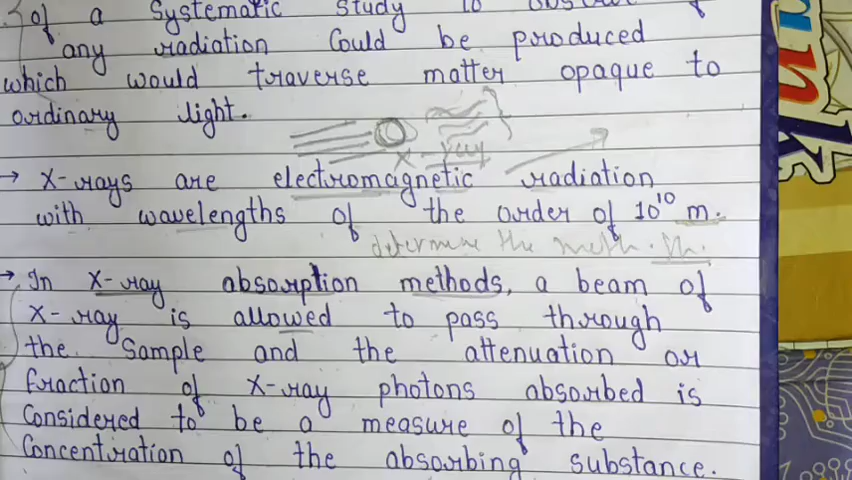 of a systematic study to
any radiation could be produced
which would traverse matter opaque to
ordinary light.
X-ray
→ X-rays are electromagnetic radiation
with wavelengths of the order of 10¹⁰ m.
determine the
→ In X-ray absorption methods, a beam of
X-ray is allowed to pass through
the sample and the attenuation or
fraction of X-ray photons absorbed is
Considered to be a measure of the
Concentration of the absorbing substance.